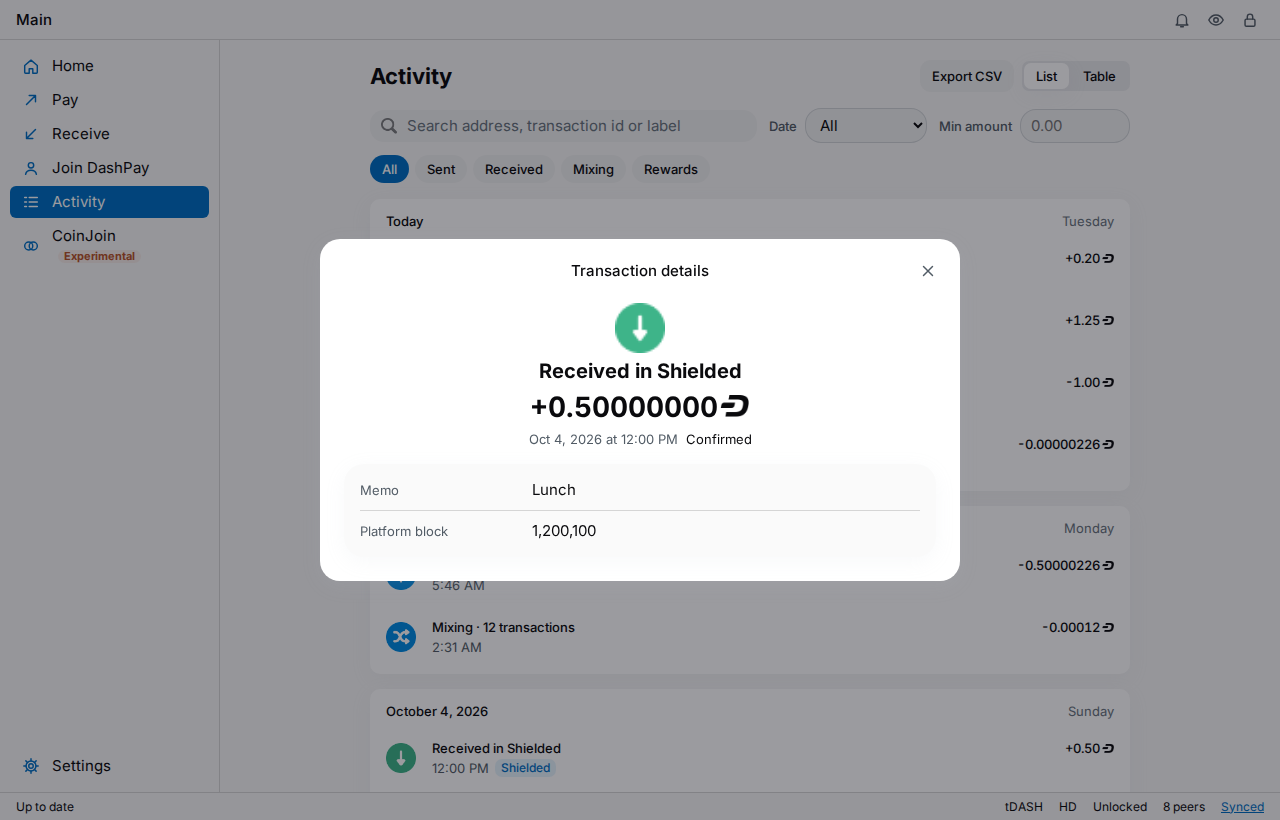 Main
Home
Pay
Receive
Join DashPay
Activity
CoinJoin
Experimental
Settings
Activity
Export CSV
List
Table
Search address, transaction id or label
Date
All
Min amount
0.00
All
Sent
Received
Mixing
Rewards
Today
Tuesday
+0.20
+1.25
-1.00
-0.00000226
Transaction details
Received in Shielded
+0.50000000
Oct 4, 2026 at 12:00 PM Confirmed
Memo Lunch
Platform block 1,200,100
Monday
-0.50000226
5:46 AM
Mixing · 12 transactions
-0.00012
2:31 AM
October 4, 2026
Sunday
Received in Shielded
+0.50
12:00 PM Shielded
Up to date
tDASH
HD
Unlocked
8 peers
Synced